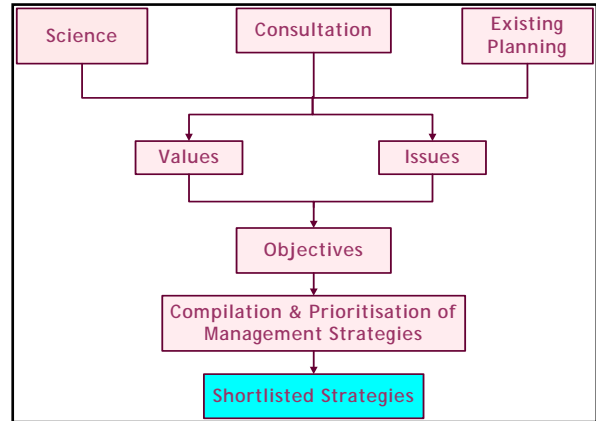 Science
Consultation
Existing
Planning
Values
Issues
Objectives
Compilation & Prioritisation of
Management Strategies
Shortlisted Strategies